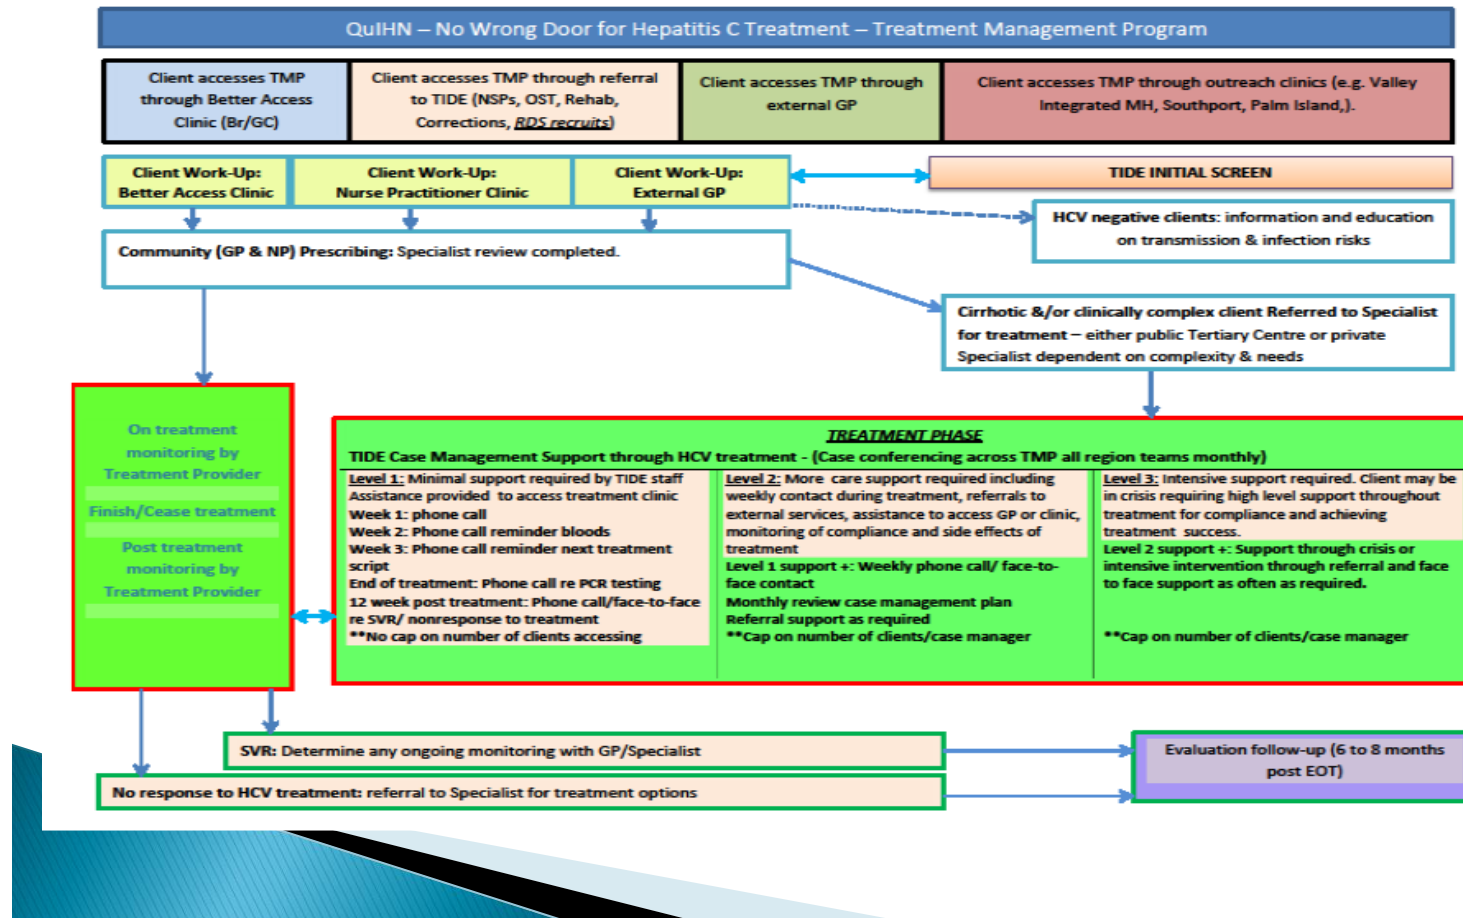 QuIHN – No Wrong Door for Hepatitis C Treatment – Treatment Management Program
Client accesses TMP
through Better Access
Clinic (Br/GC)
Client accesses TMP through referral
to TIDE (NSPs, OST, Rehab,
Corrections, RDS recruits)
Client accesses TMP through
external GP
Client accesses TMP through outreach clinics (e.g. Valley
Integrated MH, Southport, Palm Island,).
Client Work-Up:
Better Access Clinic
Client Work-Up:
Nurse Practitioner Clinic
Client Work-Up:
External GP
TIDE INITIAL SCREEN
HCV negative clients: information and education
on transmission & infection risks
Community (GP & NP) Prescribing: Specialist review completed.
Cirrhotic &/or clinically complex client Referred to Specialist
for treatment – either public Tertiary Centre or private
Specialist dependent on complexity & needs
On treatment
monitoring by
Treatment Provider
Finish/Cease treatment
Post treatment
monitoring by
Treatment Provider
TREATMENT PHASE
TIDE Case Management Support through HCV treatment - (Case conferencing across TMP all region teams monthly)
Level 1: Minimal support required by TIDE staff
Assistance provided to access treatment clinic
Week 1: phone call
Week 2: Phone call reminder bloods
Week 3: Phone call reminder next treatment
script
End of treatment: Phone call re PCR testing
12 week post treatment: Phone call/face-to-face
re SVR/ nonresponse to treatment
**No cap on number of clients accessing
Level 2: More care support required including
weekly contact during treatment, referrals to
external services, assistance to access GP or clinic,
monitoring of compliance and side effects of
treatment
Level 1 support +: Weekly phone call/ face-to-
face contact
Monthly review case management plan
Referral support as required
**Cap on number of clients/case manager
Level 3: Intensive support required. Client may be
in crisis requiring high level support throughout
treatment for compliance and achieving
treatment success.
Level 2 support +: Support through crisis or
intensive intervention through referral and face
to face support as often as required.
**Cap on number of clients/case manager
SVR: Determine any ongoing monitoring with GP/Specialist
No response to HCV treatment: referral to Specialist for treatment options
Evaluation follow-up (6 to 8 months
post EOT)